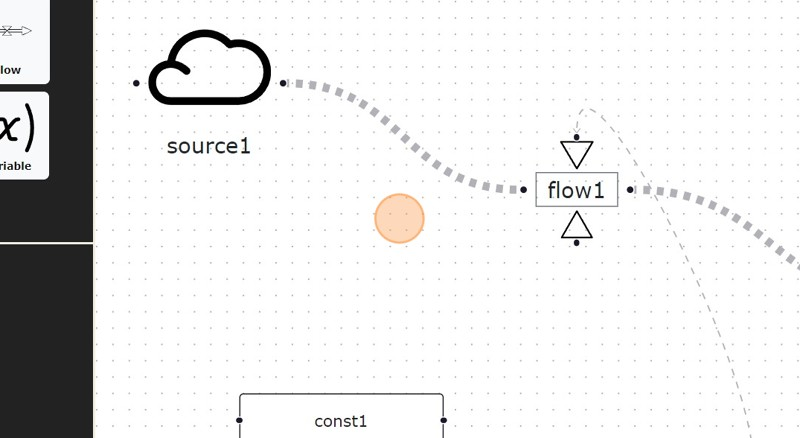 low
x)
riable
source1
flow1
const1